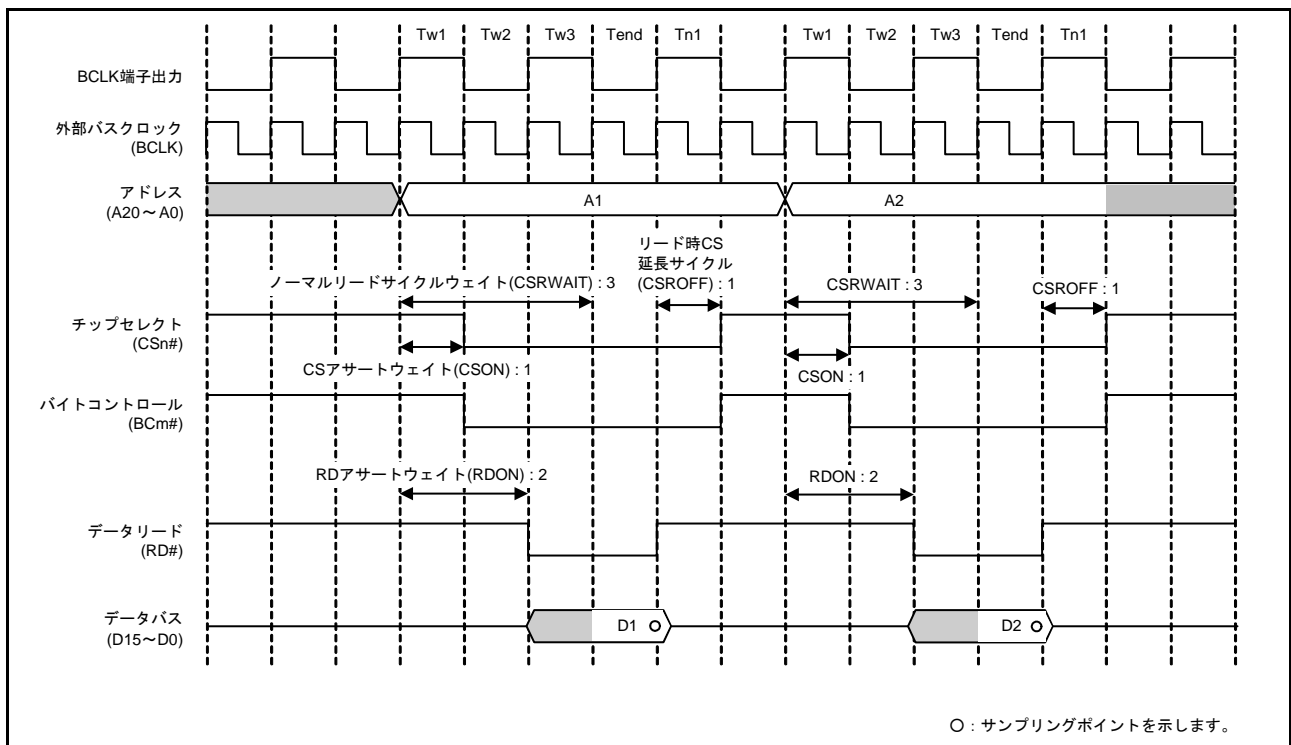 Tw1 Tw2 Tw3 Tend Tn1 Tw1 Tw2 Tw3 Tend Tn1
BCLK端子出力
外部バスクロック
(BCLK)
アドレス
(A20～A0)
A1 A2
リード時CS
延長サイクル
(CSROFF) : 1
ノーマルリードサイクルウェイト(CSRWAIT) : 3
CSRWAIT : 3
CSROFF : 1
チップセレクト
(CSn#)
CSアサートウェイト(CSON) : 1
CSON : 1
バイトコントロール
(BCm#)
RDアサートウェイト(RDON) : 2
RDON : 2
データリード
(RD#)
データバス
(D15～D0)
D1 D2
○ : サンプリングポイントを示します。